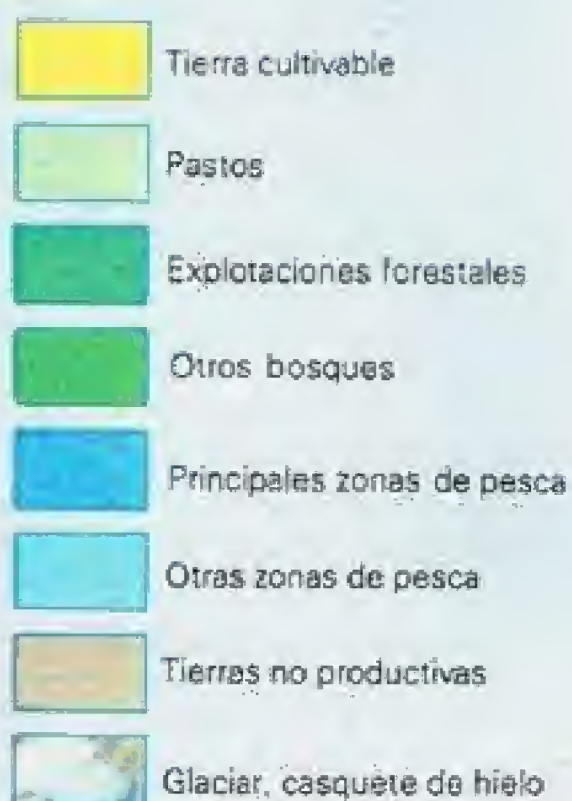 Tierra cultivable
Pastos
Explotaciones forestales
Otros bosques
Principales zonas de pesca
Otras zonas de pesca
Tierras no productivas
Glaciar, casquete de hielo